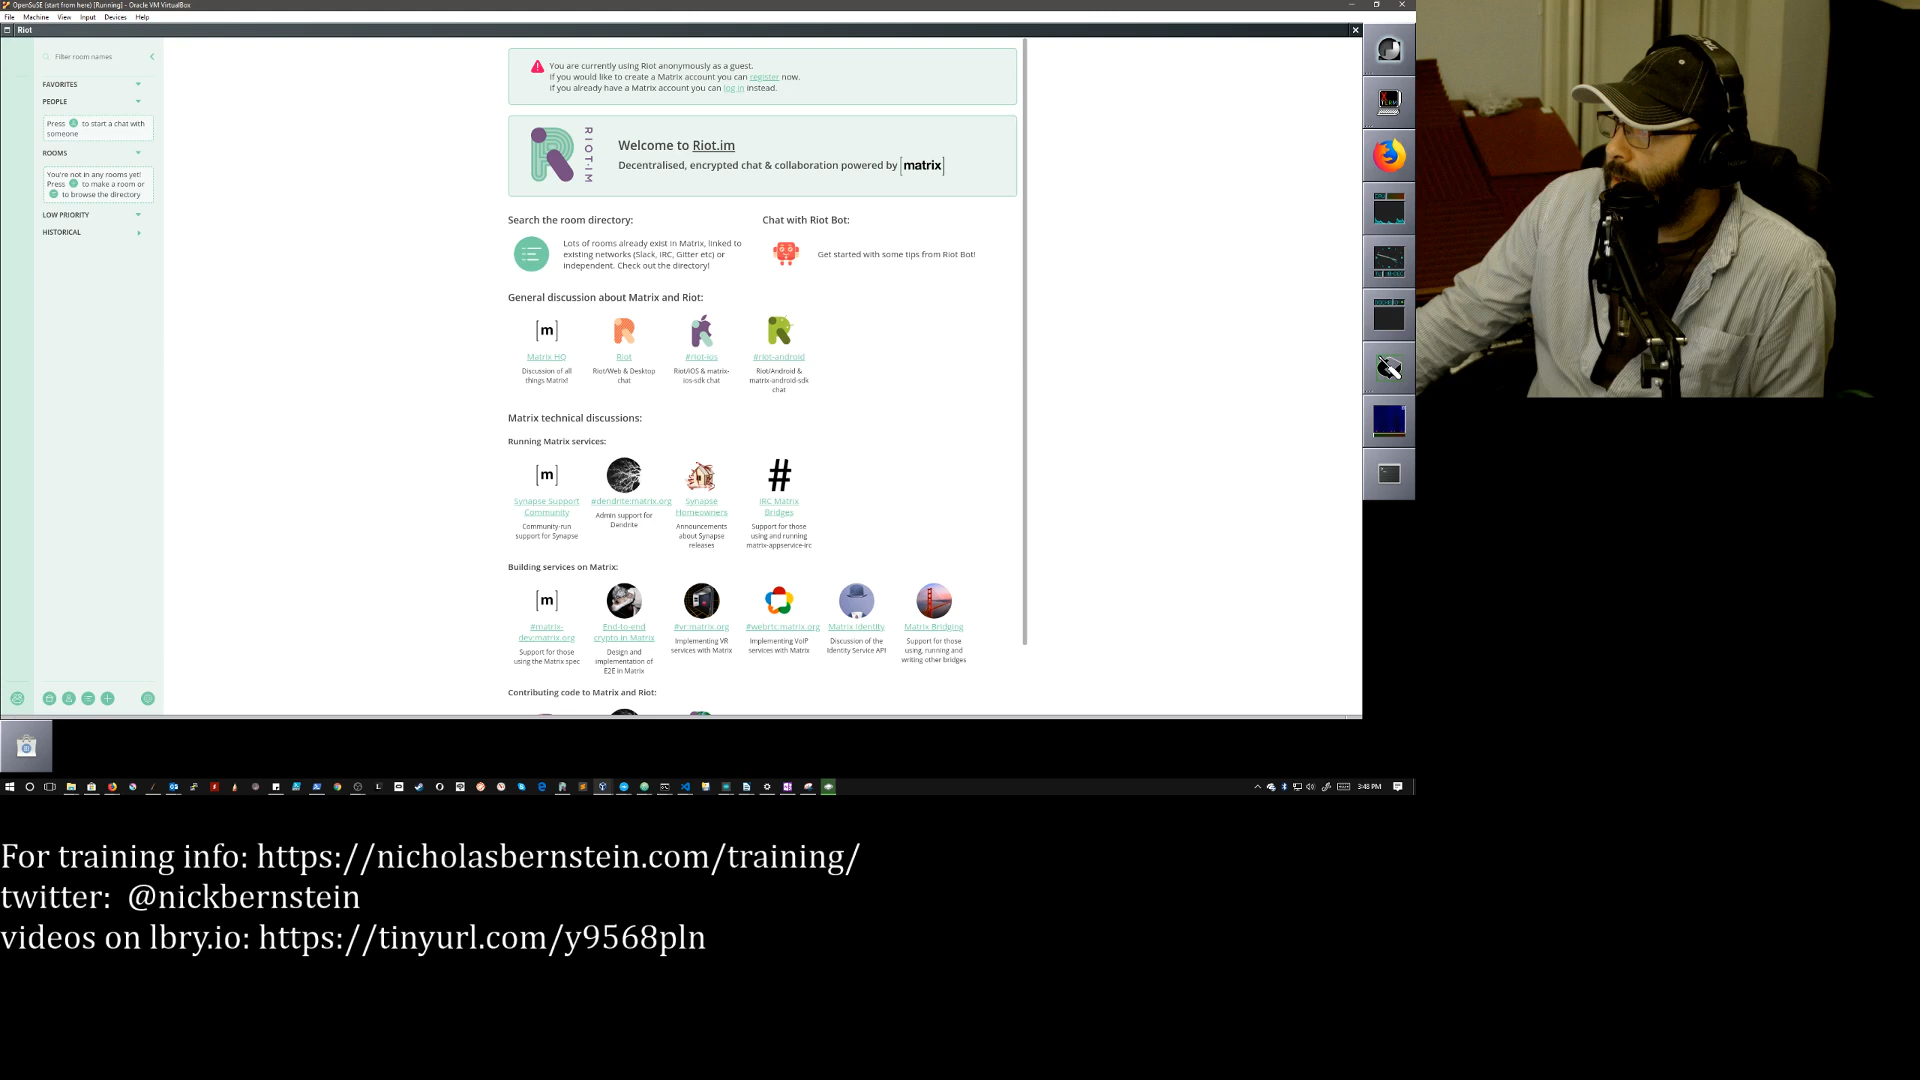 OpenSuSE (start from here) [Running] - Oracle VM VirtualBox
File Machine View Input Devices Help
Riot
Filter room names
FAVORITES
PEOPLE
Press to start a chat with
someone
ROOMS
You're not in any rooms yet!
Press to make a room or
to browse the directory
LOW PRIORITY
HISTORICAL
You are currently using Riot anonymously as a guest.
If you would like to create a Matrix account you can register now.
If you already have a Matrix account you can log in instead.
RIOT·IM
Welcome to Riot.im
Decentralised, encrypted chat & collaboration powered by [matrix]
Search the room directory:
Lots of rooms already exist in Matrix, linked to
existing networks (Slack, IRC, Gitter etc) or
independent. Check out the directory!
Chat with Riot Bot:
Get started with some tips from Riot Bot!
General discussion about Matrix and Riot:
[m]
Matrix HQ
Discussion of all
things Matrix!
Riot
Riot/Web & Desktop
chat
#riot-ios
Riot/iOS & matrix-
ios-sdk chat
#riot-android
Riot/Android &
matrix-android-sdk
chat
Matrix technical discussions:
Running Matrix services:
[m]
Synapse Support
Community
Community-run
support for Synapse
#dendrite:matrix.org
Admin support for
Dendrite
Synapse
Homeowners
Announcements
about Synapse
releases
#
IRC Matrix
Bridges
Support for those
using and running
matrix-appservice-irc
Building services on Matrix:
[m]
#matrix-
dev:matrix.org
Support for those
using the Matrix spec
End-to-end
crypto in Matrix
Design and
implementation of
E2E in Matrix
#vr:matrix.org
Implementing VR
services with Matrix
#webrtc:matrix.org
Implementing VoIP
services with Matrix
Matrix Identity
Discussion of the
Identity Service API
Matrix Bridging
Support for those
using, running and
writing other bridges
Contributing code to Matrix and Riot:
3:48 PM
For training info: https://nicholasbernstein.com/training/
twitter: @nickbernstein
videos on lbry.io: https://tinyurl.com/y9568pln